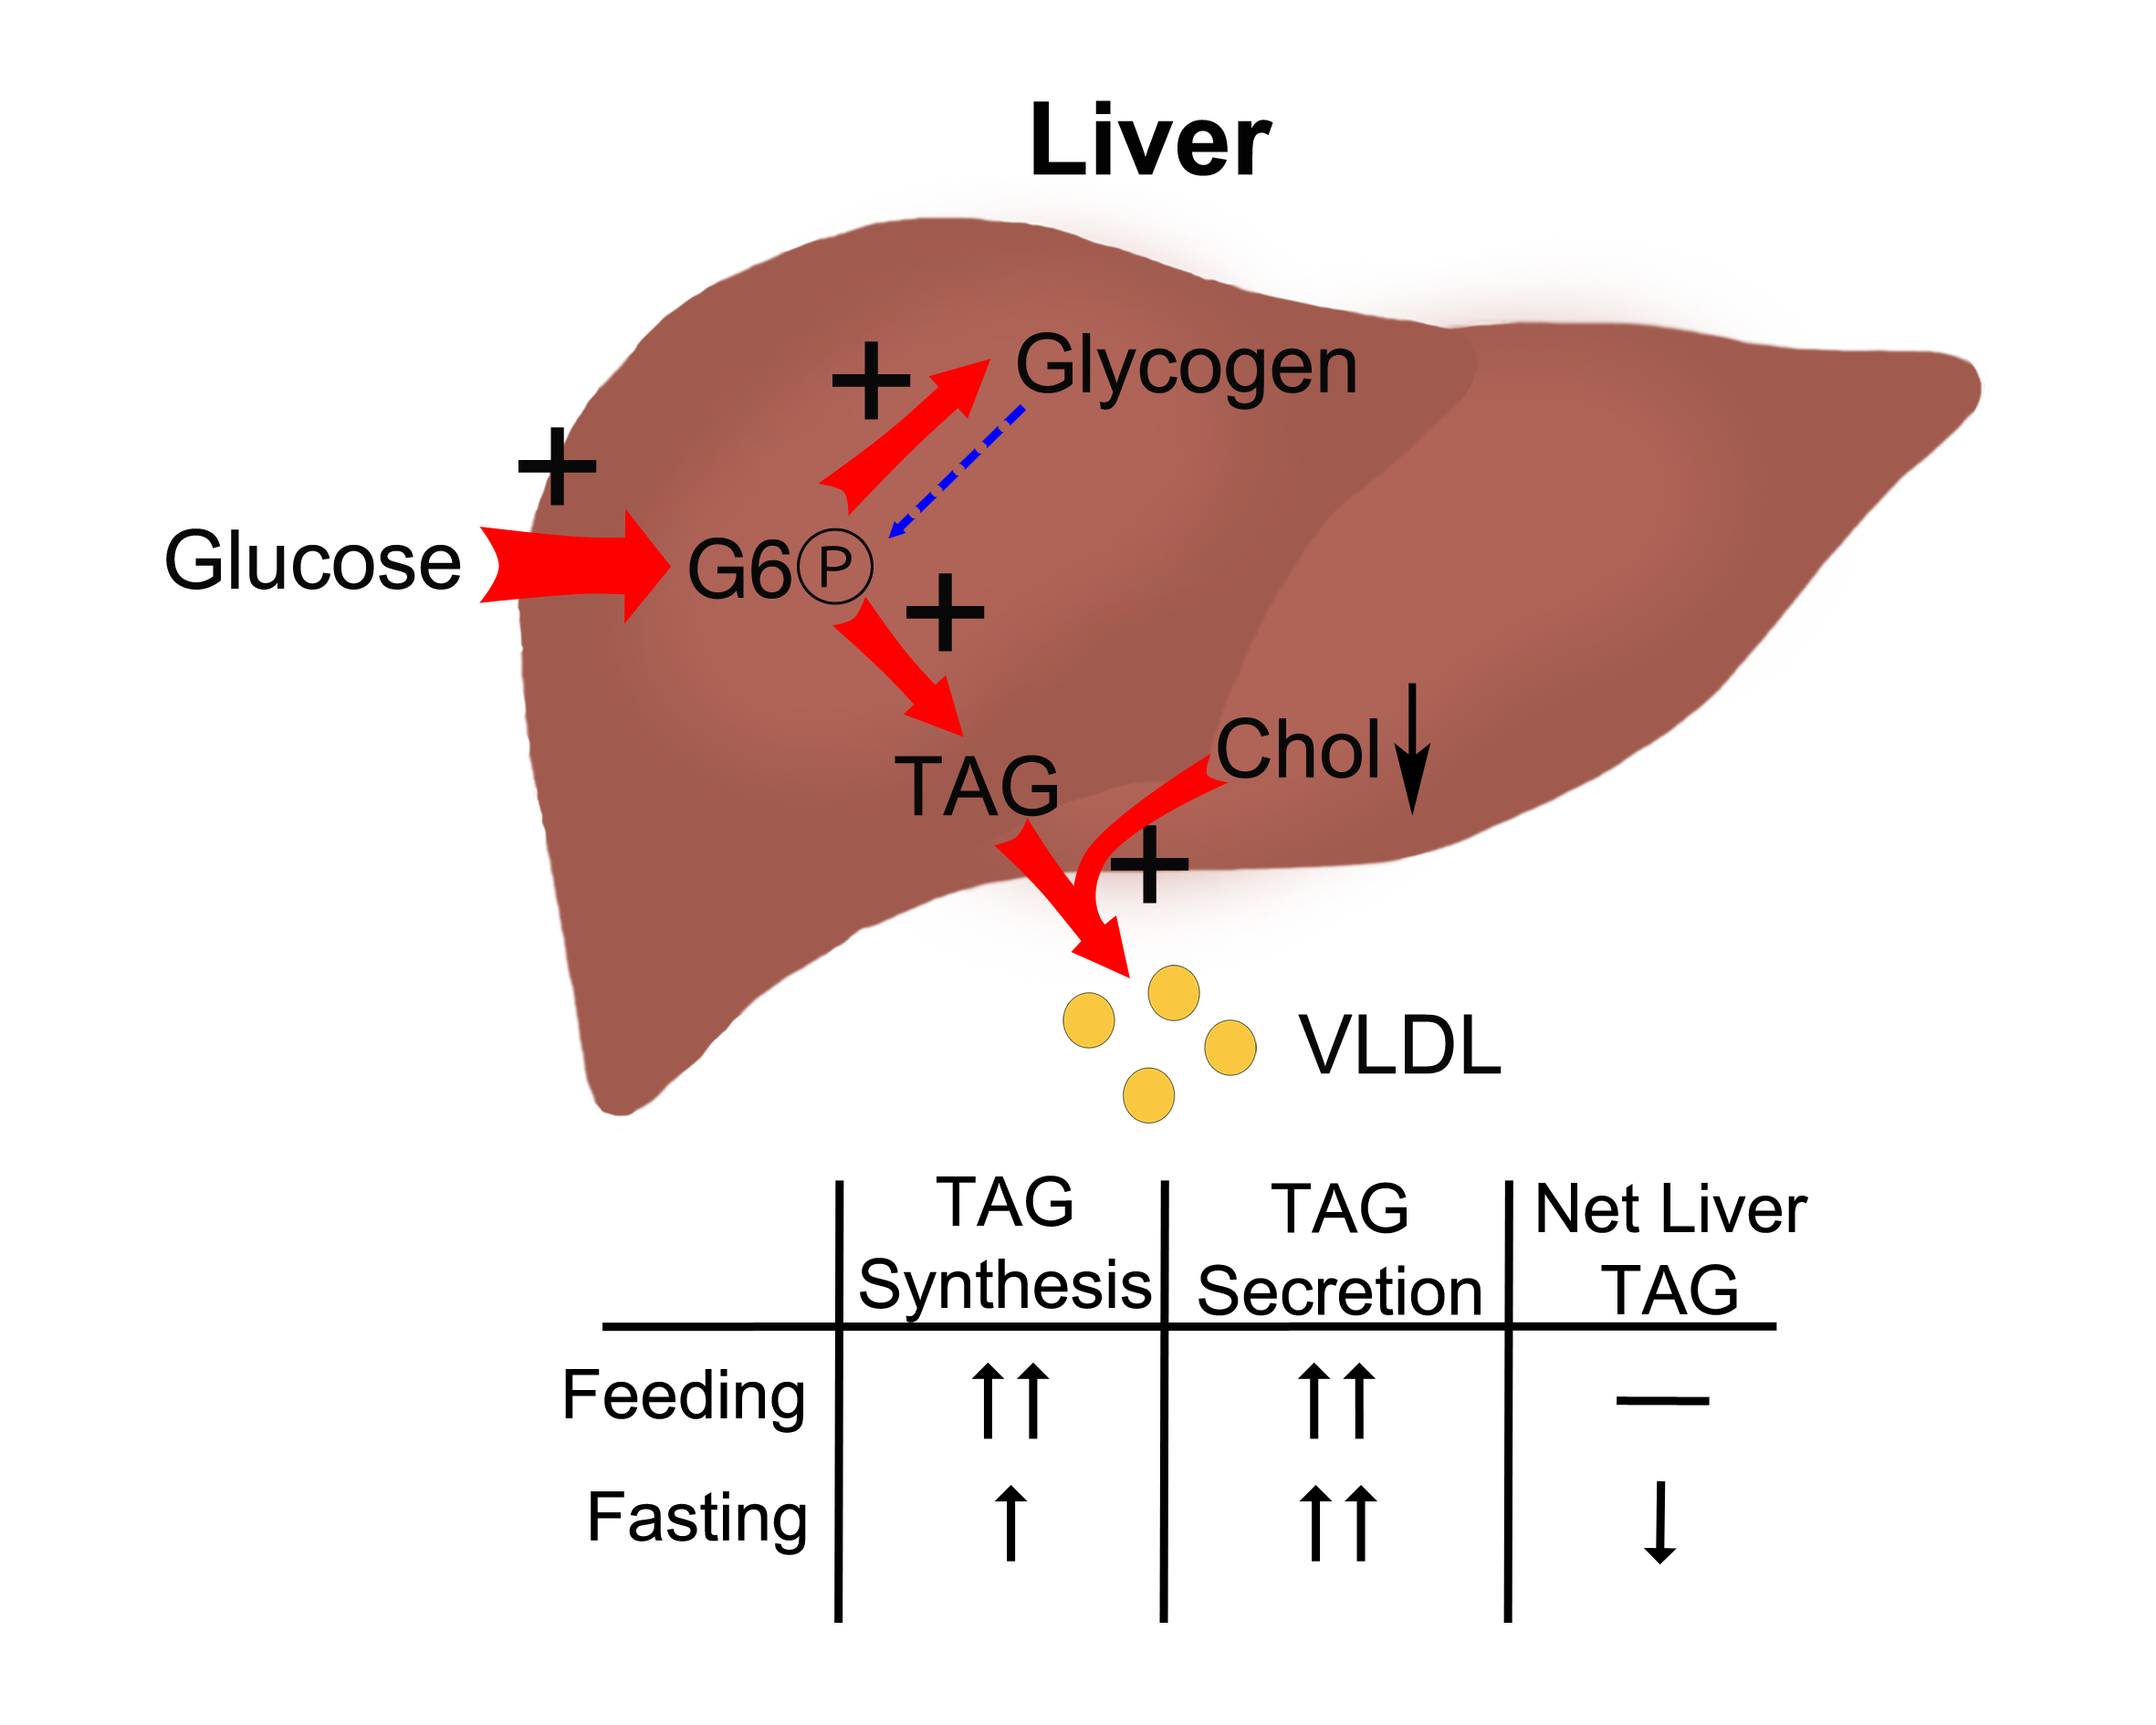 Liver
Glycogen
+
+
Glucose
G6Ⓟ
+
TAG
Chol↓
+
VLDL
TAG Synthesis
TAG Secretion
Net Liver TAG
Feeding ↑↑ ↑↑ —
Fasting ↑ ↑↑ ↓